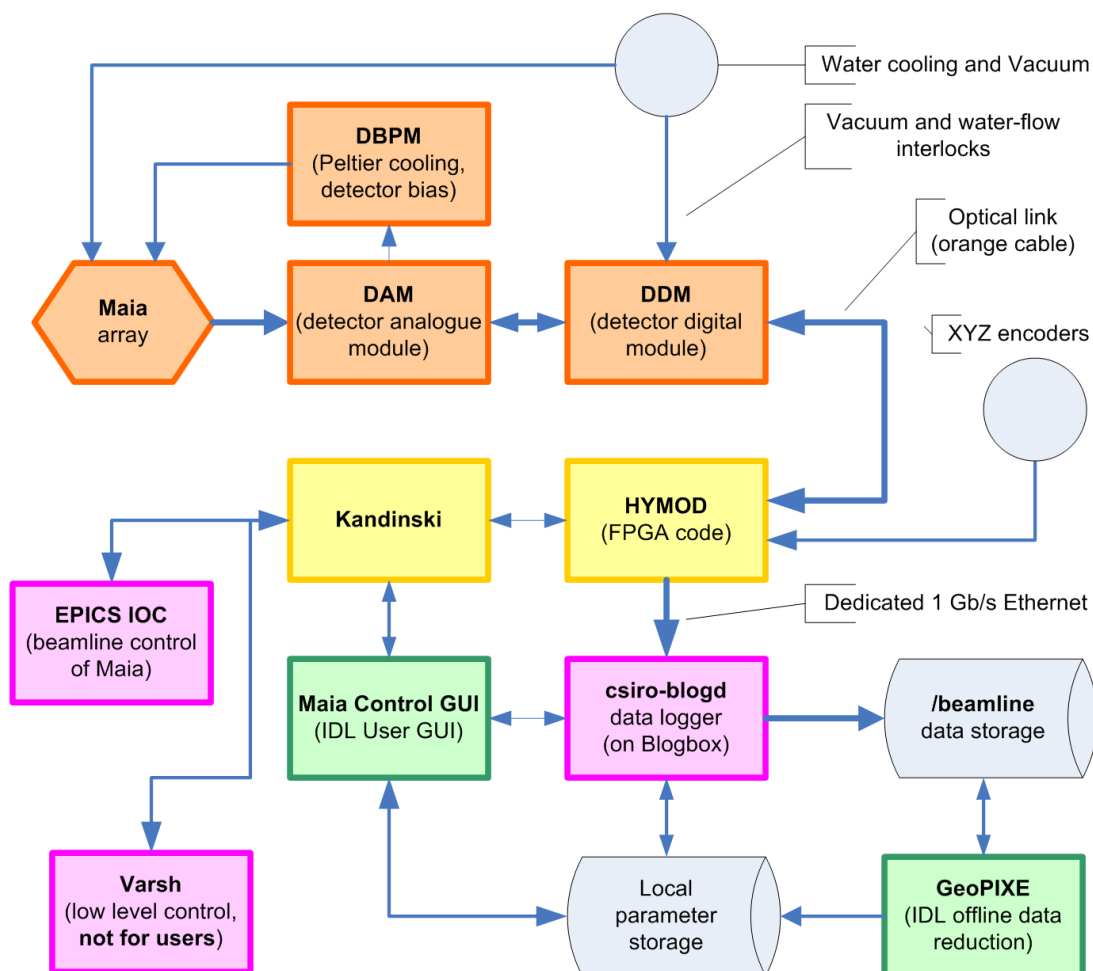 Water cooling and Vacuum
Vacuum and water-flow
interlocks
DBPM
(Peltier cooling,
detector bias)
Optical link
(orange cable)
Maia
array
DAM
(detector analogue
module)
DDM
(detector digital
module)
XYZ encoders
Kandinski
HYMOD
(FPGA code)
EPICS IOC
(beamline control
of Maia)
Dedicated 1 Gb/s Ethernet
Maia Control GUI
(IDL User GUI)
csiro-blogd
data logger
(on Blogbox)
/beamline
data storage
Varsh
(low level control,
not for users)
Local
parameter
storage
GeoPIXE
(IDL offline data
reduction)